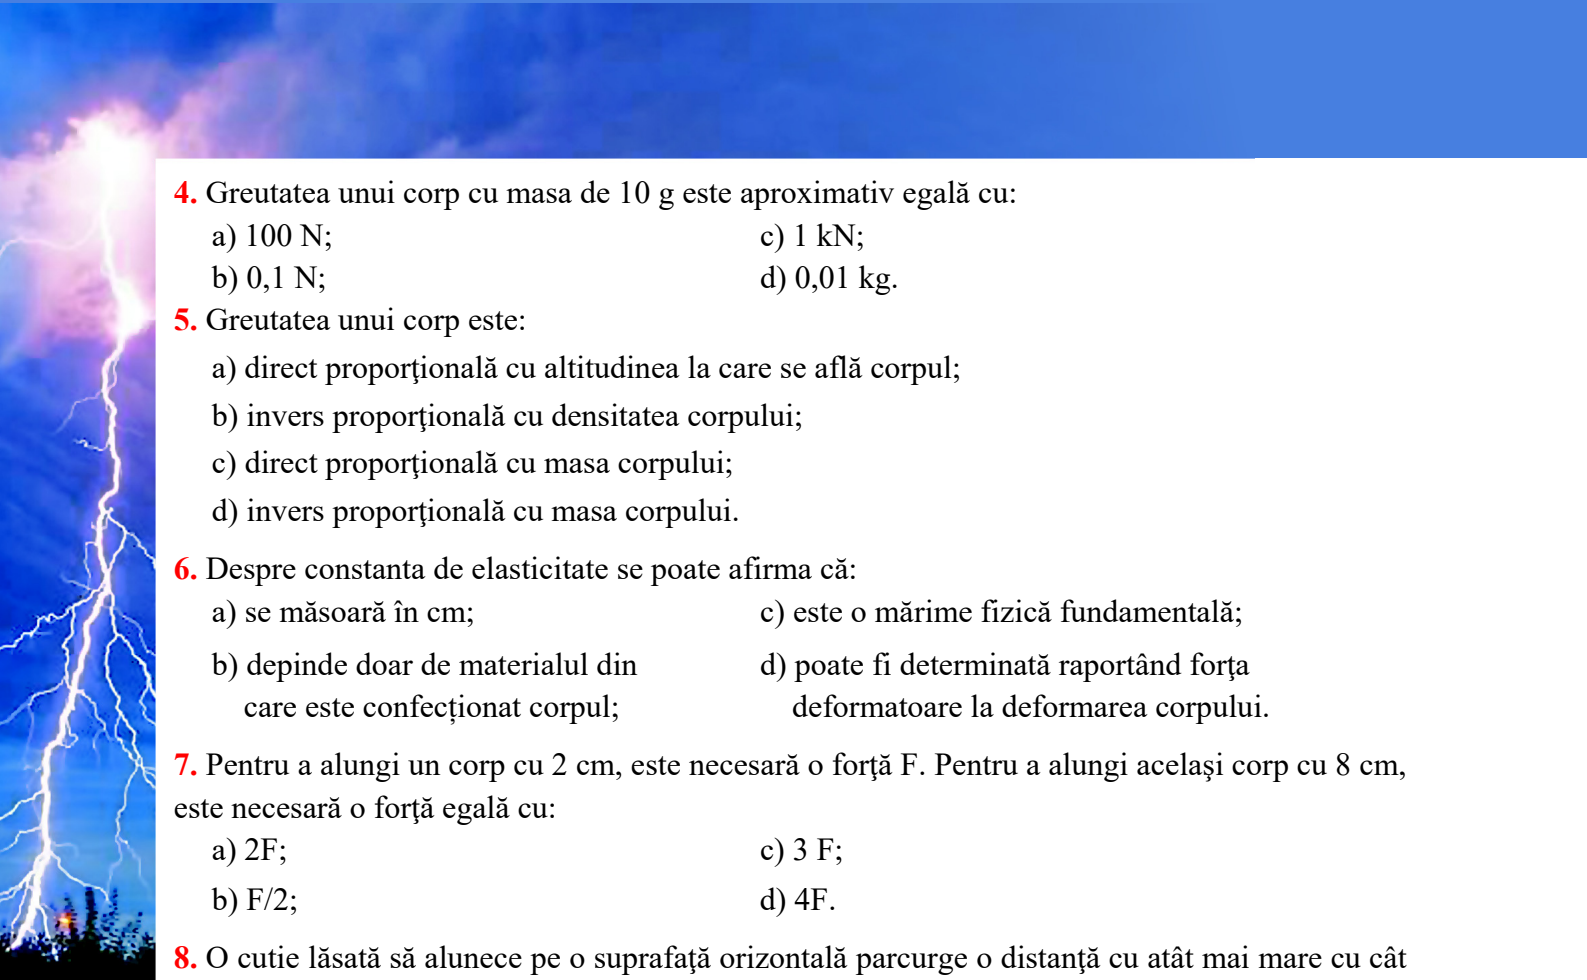 4. Greutatea unui corp cu masa de 10 g este aproximativ egală cu:
a) 100 N; c) 1 kN;
b) 0,1 N; d) 0,01 kg.
5. Greutatea unui corp este:
a) direct proporţională cu altitudinea la care se află corpul;
b) invers proporţională cu densitatea corpului;
c) direct proporţională cu masa corpului;
d) invers proporţională cu masa corpului.
6. Despre constanta de elasticitate se poate afirma că:
a) se măsoară în cm; c) este o mărime fizică fundamentală;
b) depinde doar de materialul din d) poate fi determinată raportând forţa
care este confecționat corpul; deformatoare la deformarea corpului.
7. Pentru a alungi un corp cu 2 cm, este necesară o forţă F. Pentru a alungi acelaşi corp cu 8 cm,
este necesară o forţă egală cu:
a) 2F; c) 3 F;
b) F/2; d) 4F.
8. O cutie lăsată să alunece pe o suprafaţă orizontală parcurge o distanţă cu atât mai mare cu cât